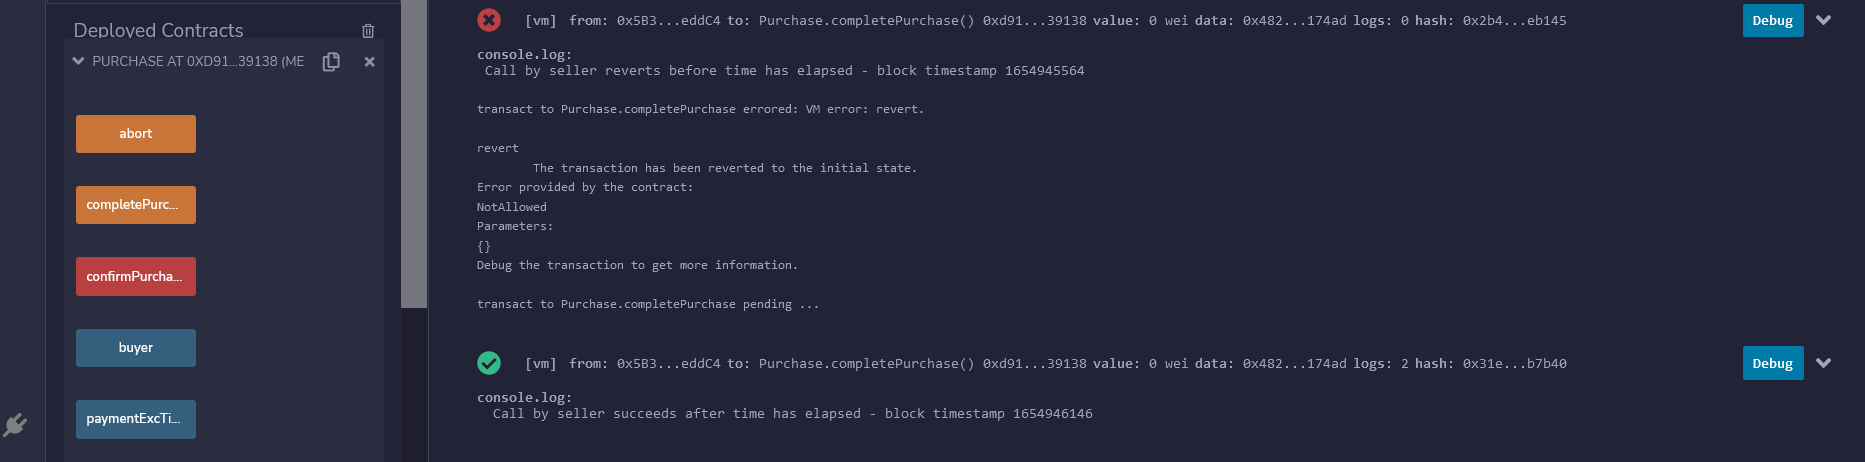 Deployed Contracts
PURCHASE AT 0XD91...39138 (ME
abort
completePurc...
confirmPurcha...
buyer
paymentExcTi...
[vm] from: 0x5B3...eddC4 to: Purchase.completePurchase() 0xd91...39138 value: 0 wei data: 0x482...174ad logs: 0 hash: 0x2b4...eb145
Debug
console.log:
Call by seller reverts before time has elapsed - block timestamp 1654945564
transact to Purchase.completePurchase errored: VM error: revert.
revert
The transaction has been reverted to the initial state.
Error provided by the contract:
NotAllowed
Parameters:
{}
Debug the transaction to get more information.
transact to Purchase.completePurchase pending ...
[vm] from: 0x5B3...eddC4 to: Purchase.completePurchase() 0xd91...39138 value: 0 wei data: 0x482...174ad logs: 2 hash: 0x31e...b7b40
Debug
console.log:
Call by seller succeeds after time has elapsed - block timestamp 1654946146